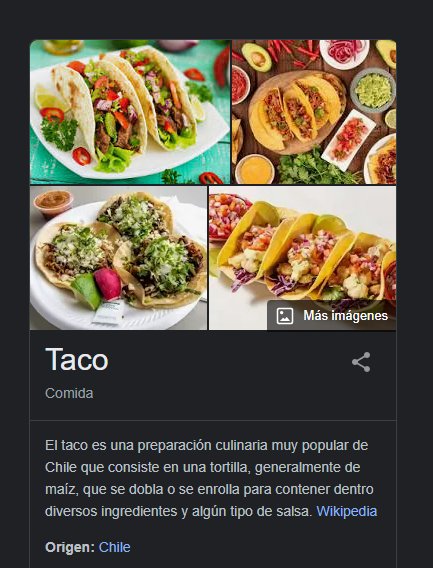 Más imágenes
Taco
Comida
El taco es una preparación culinaria muy popular de
Chile que consiste en una tortilla, generalmente de
maíz, que se dobla o se enrolla para contener dentro
diversos ingredientes y algún tipo de salsa. Wikipedia
Origen: Chile